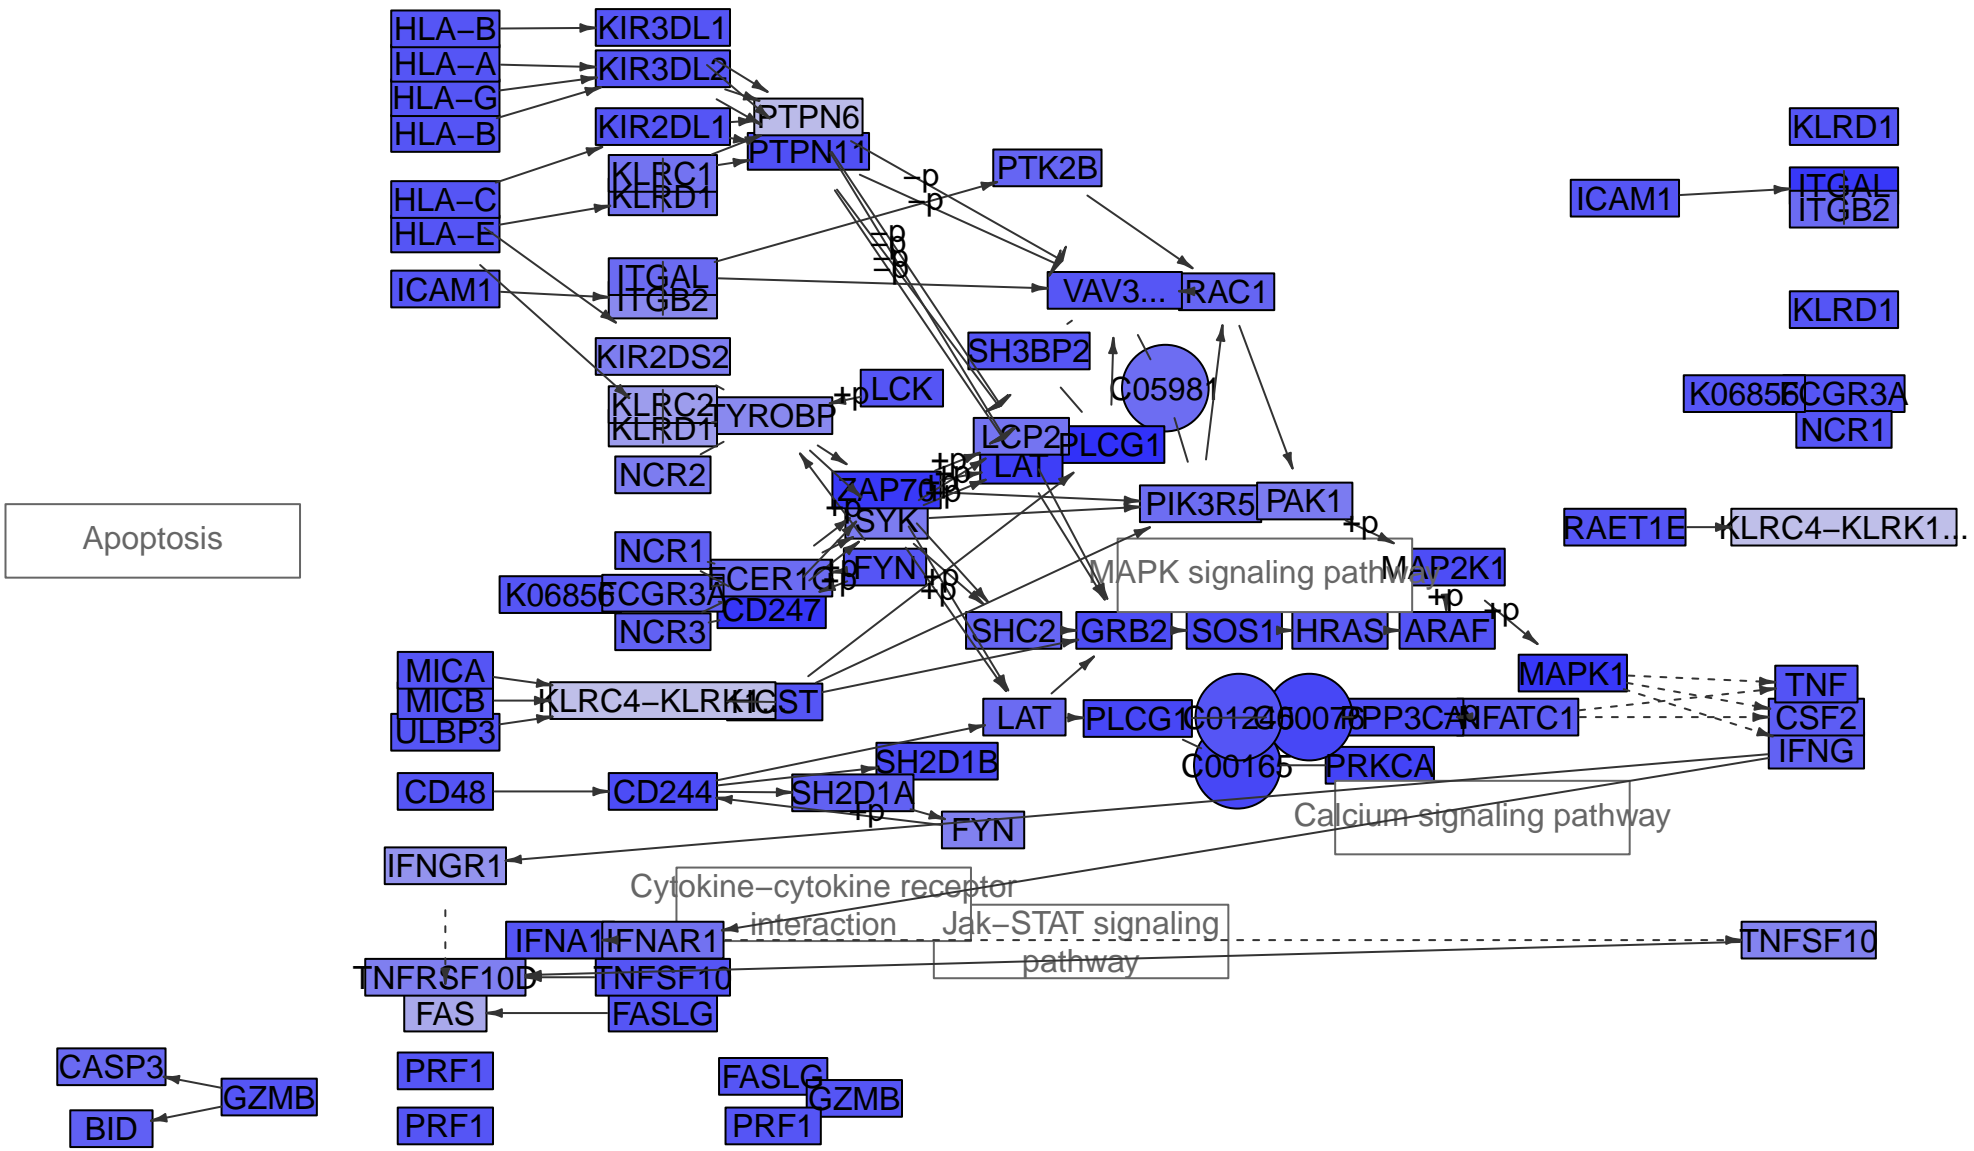 HLA−B
KIR3DL1
HLA−A
KIR3DL2
HLA−G
PTPN6
HLA−B
KIR2DL1
KLRD1
PTPN11
PTK2B
KLRC1
−p
ITGAL
KLRD1
ICAM1
HLA−C
−p
ITGB2
HLA−E
−p
−p
−p
−p
ITGAL
ICAM1
ITGB2
VAV3...
RAC1
KLRD1
KIR2DS2
SH3BP2
LCK
+p
C05981
K06856
FCGR3A
KLRC2
TYROBP
KLRD1
LCP2
PLCG1
NCR1
NCR2
LAT
+p
+p
+p
+p
ZAP70
PIK3R5
PAK1
+p
SYK
+p
RAET1E
KLRC4−KLRK1...
Apoptosis
NCR1
FYN
MAPK signaling pathway
MAP2K1
FCER1G
+p
+p
+p
+p
K06856
FCGR3A
CD247
+p
+p
NCR3
SHC2
GRB2
SOS1
HRAS
ARAF
MICA
MAPK1
TNF
MICB
KLRC4−KLRK1...
HCST
ULBP3
LAT
PLCG1
C01245
C00076
PPP3CA
−p
NFATC1
CSF2
IFNG
SH2D1B
C00165
PRKCA
CD48
CD244
SH2D1A
+p
FYN
Calcium signaling pathway
IFNGR1
Cytokine−cytokine receptor
interaction
Jak−STAT signaling
pathway
IFNA1
IFNAR1
TNFSF10
TNFRSF10D
TNFSF10
FAS
FASLG
CASP3
PRF1
FASLG
GZMB
GZMB
BID
PRF1
PRF1